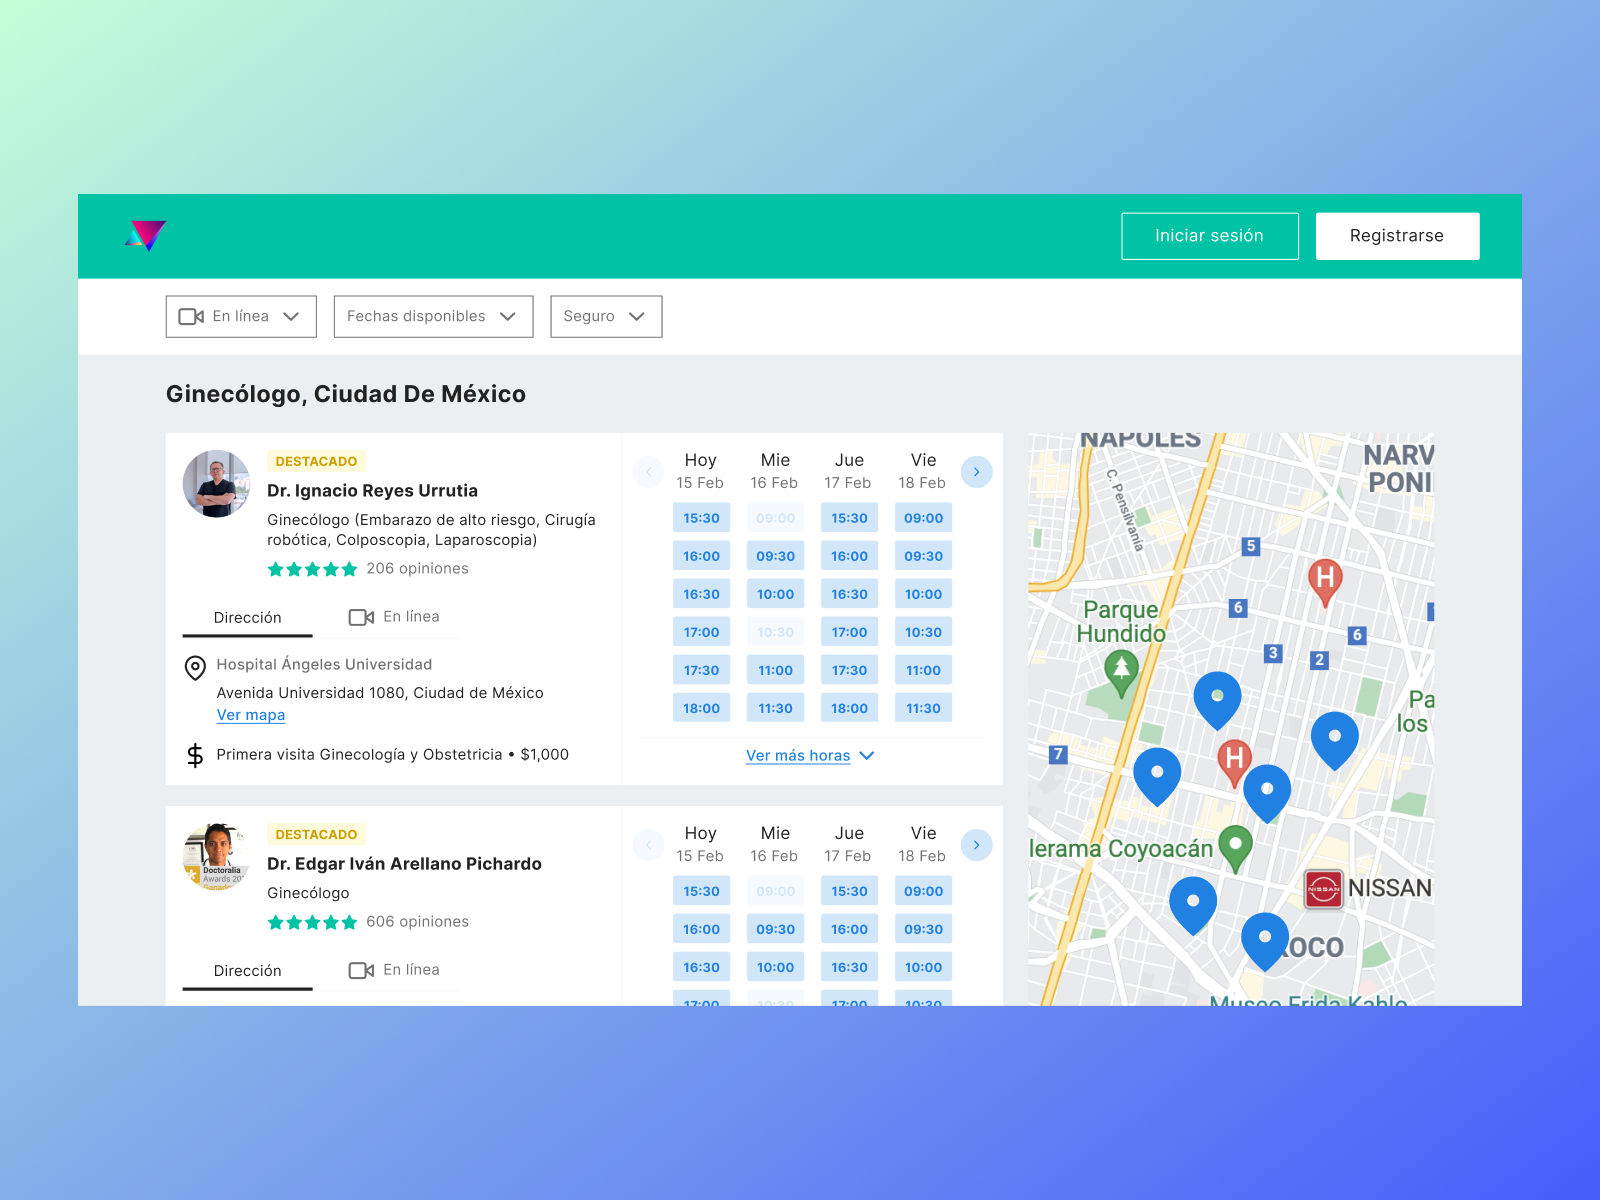 Iniciar sesión
Registrarse
En línea
Fechas disponibles
Seguro
Ginecólogo, Ciudad De México
DESTACADO
Dr. Ignacio Reyes Urrutia
Ginecólogo (Embarazo de alto riesgo, Cirugía
robótica, Colposcopia, Laparoscopia)
206 opiniones
Dirección
En línea
Hospital Ángeles Universidad
Avenida Universidad 1080, Ciudad de México
Ver mapa
Primera visita Ginecología y Obstetricia • $1,000
Hoy Mie Jue Vie
15 Feb 16 Feb 17 Feb 18 Feb
15:30 09:00 15:30 09:00
16:00 09:30 16:00 09:30
16:30 10:00 16:30 10:00
17:00 10:30 17:00 10:30
17:30 11:00 17:30 11:00
18:00 11:30 18:00 11:30
Ver más horas
DESTACADO
Dr. Edgar Iván Arellano Pichardo
Ginecólogo
606 opiniones
Dirección
En línea
Doctoralia
Awards 20
Hoy Mie Jue Vie
15 Feb 16 Feb 17 Feb 18 Feb
15:30 09:00 15:30 09:00
16:00 09:30 16:00 09:30
16:30 10:00 16:30 10:00
17:00 10:30 17:00 10:30
NAPOLES
NARV
PONI
C. Pensilvania
5
H
Parque
Hundido
6
6
3
2
Pa
los
7
H
lerama Coyoacán
NISSAN
NISSAN
ROCO
Museo Frida Kahlo